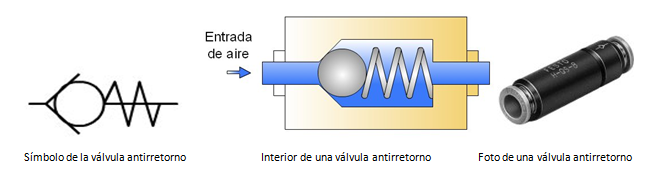 Entrada
de aire
Símbolo de la válvula antirretorno
Interior de una válvula antirretorno
Foto de una válvula antirretorno